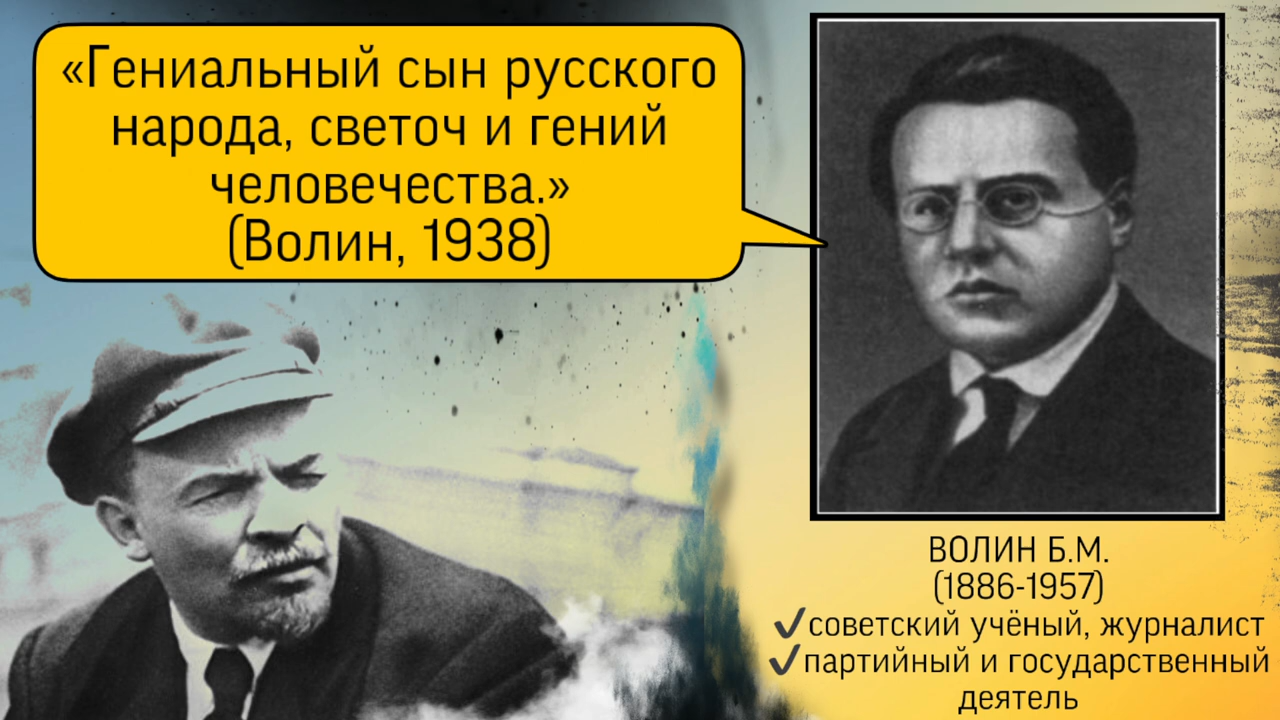 «Гениальный сын русского
народа, светоч и гений
человечества.»
(Волин, 1938)
ВОЛИН Б.М.
(1886-1957)
✔советский учёный, журналист
✔партийный и государственный
деятель